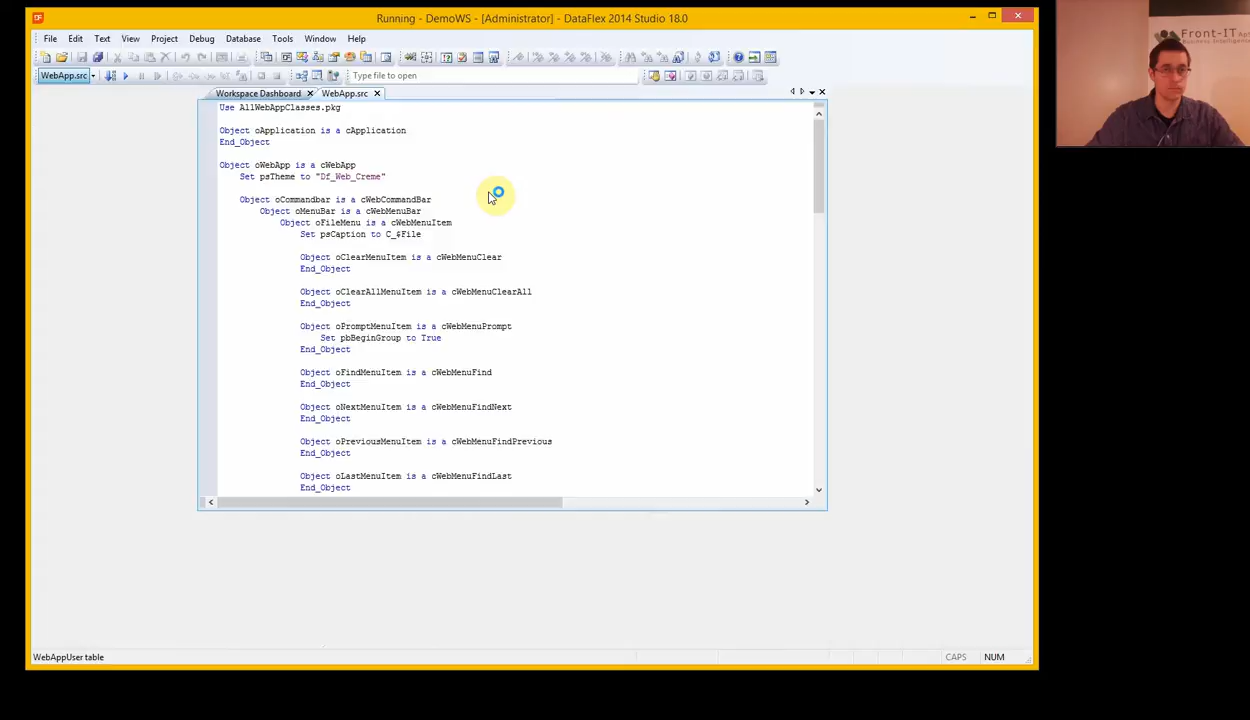 Running - DemoWS - [Administrator] - DataFlex 2014 Studio 18.0
Front-IT ApS
Business Intelligence
File Edit Text View Project Debug Database Tools Window Help
WebApp.src
Type file to open
Workspace Dashboard
WebApp.src
Use AllWebAppClasses.pkg
Object oApplication is a cApplication
End_Object
Object oWebApp is a cWebApp
Set psTheme to "Df_Web_Creme"
Object oCommandbar is a cWebCommandBar
Object oMenuBar is a cWebMenuBar
Object oFileMenu is a cWebMenuItem
Set psCaption to C_$File
Object oClearMenuItem is a cWebMenuClear
End_Object
Object oClearAllMenuItem is a cWebMenuClearAll
End_Object
Object oPromptMenuItem is a cWebMenuPrompt
Set pbBeginGroup to True
End_Object
Object oFindMenuItem is a cWebMenuFind
End_Object
Object oNextMenuItem is a cWebMenuFindNext
End_Object
Object oPreviousMenuItem is a cWebMenuFindPrevious
End_Object
Object oLastMenuItem is a cWebMenuFindLast
End_Object
WebAppUser table
CAPS NUM